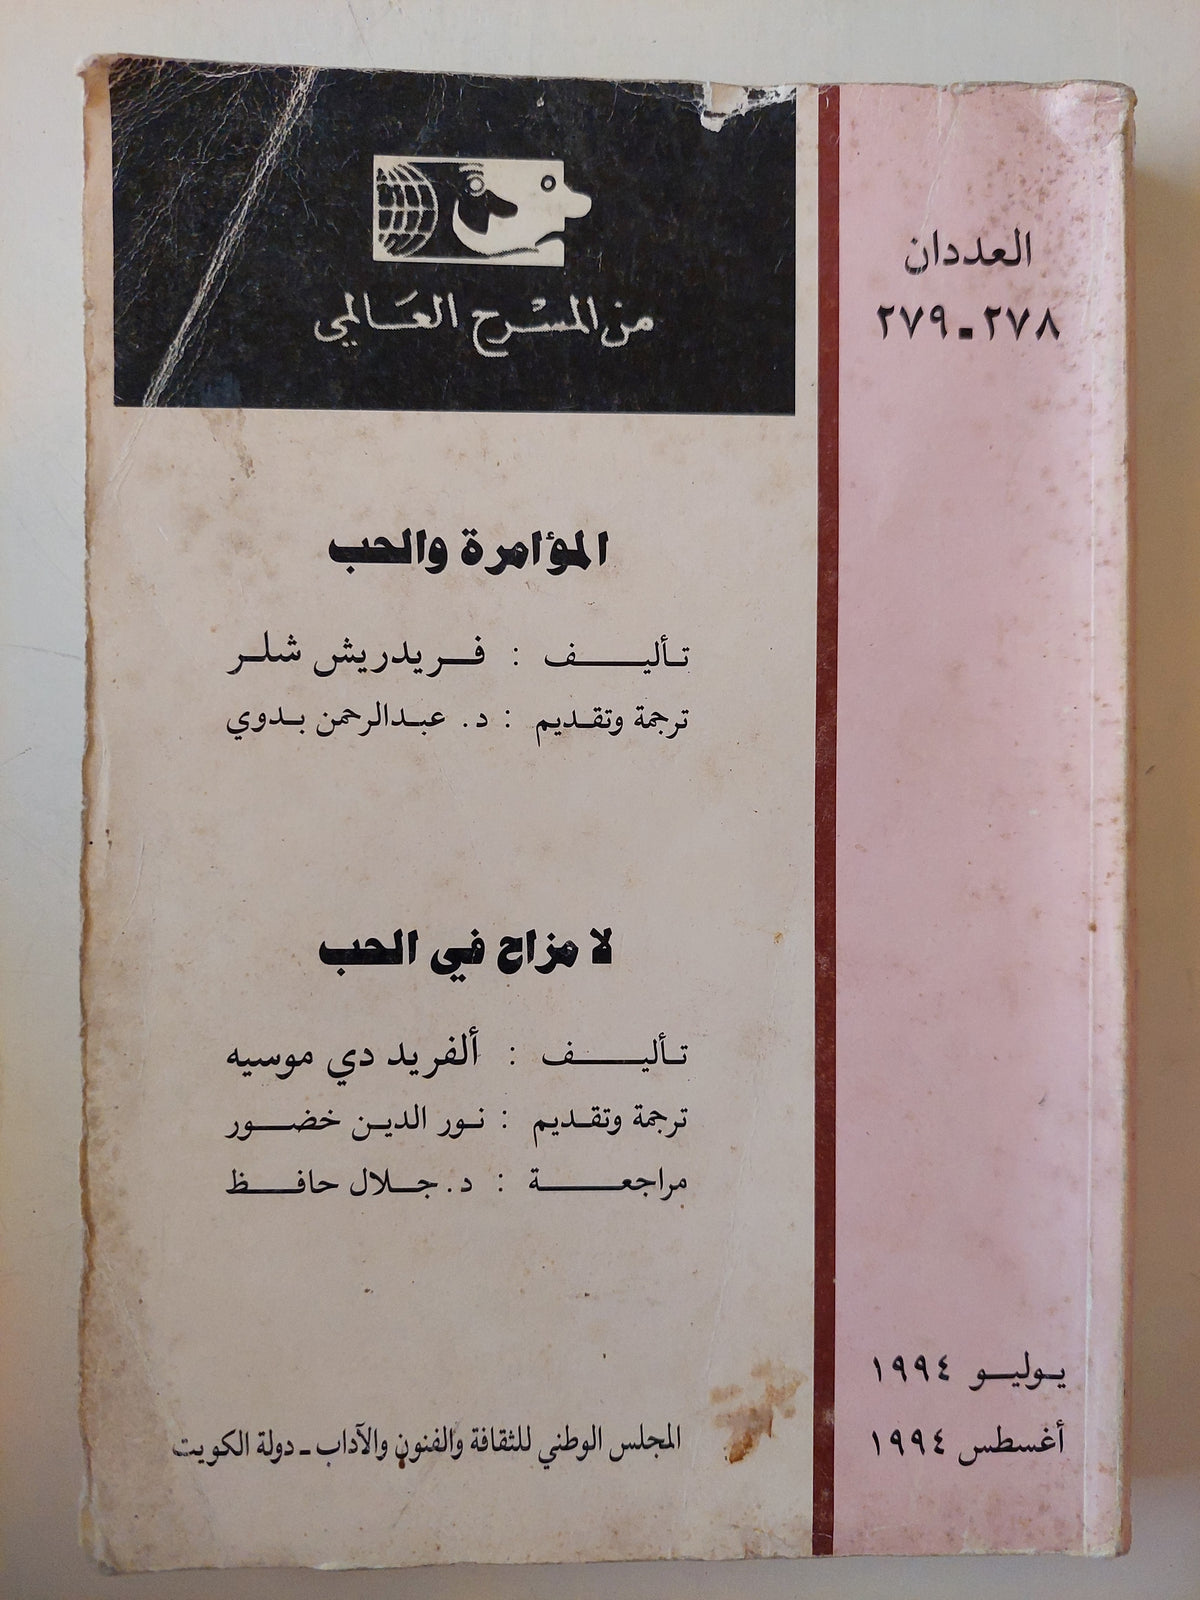 العددان
٢٧٨ - ٢٧٩
من المسرح العالمي
المؤامرة والحب
تأليف : فريدريش شلر
ترجمة وتقديم : د. عبدالرحمن بدوي
لا مزاح في الحب
تأليف : ألفريد دي موسيه
ترجمة وتقديم : نور الدين خضور
مراجعة : د. جلال حافظ
يوليو ١٩٩٤
أغسطس ١٩٩٤
المجلس الوطني للثقافة والفنون والآداب - دولة الكويت